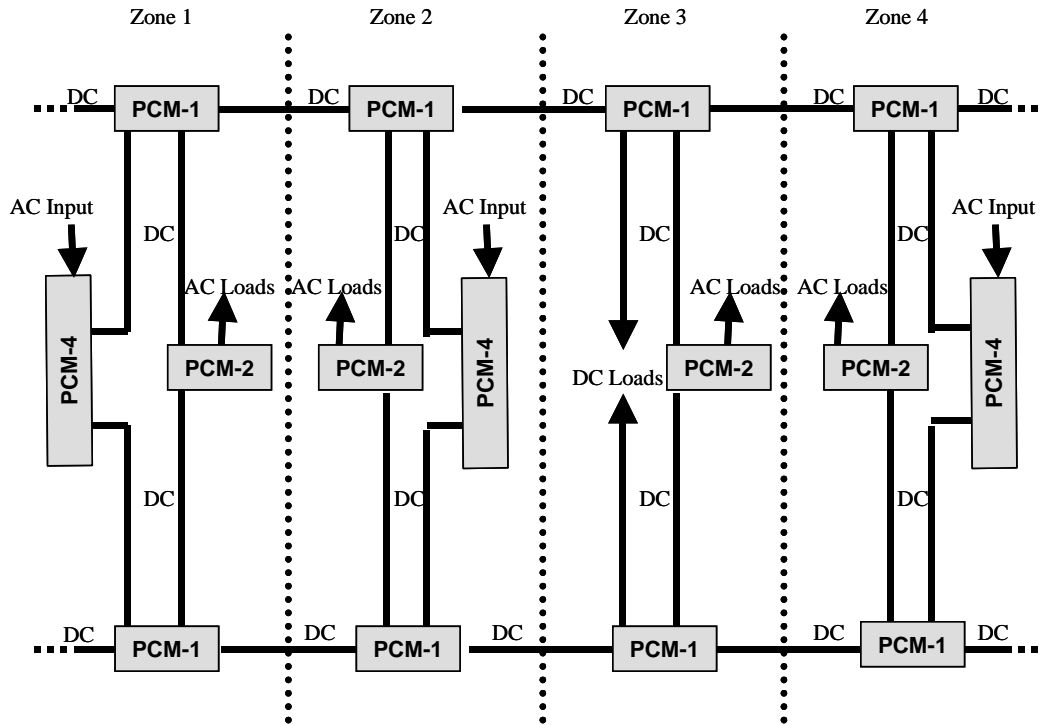 Zone 1
Zone 2
Zone 3
Zone 4
DC
PCM-1
DC
PCM-1
DC
PCM-1
DC
PCM-1
DC
AC Input
AC Input
AC Input
DC
DC
DC
DC
AC Loads
AC Loads
AC Loads
AC Loads
PCM-4
PCM-2
PCM-2
PCM-4
DC Loads
PCM-2
PCM-2
PCM-4
DC
DC
DC
DC
DC
PCM-1
DC
PCM-1
DC
PCM-1
DC
PCM-1
DC